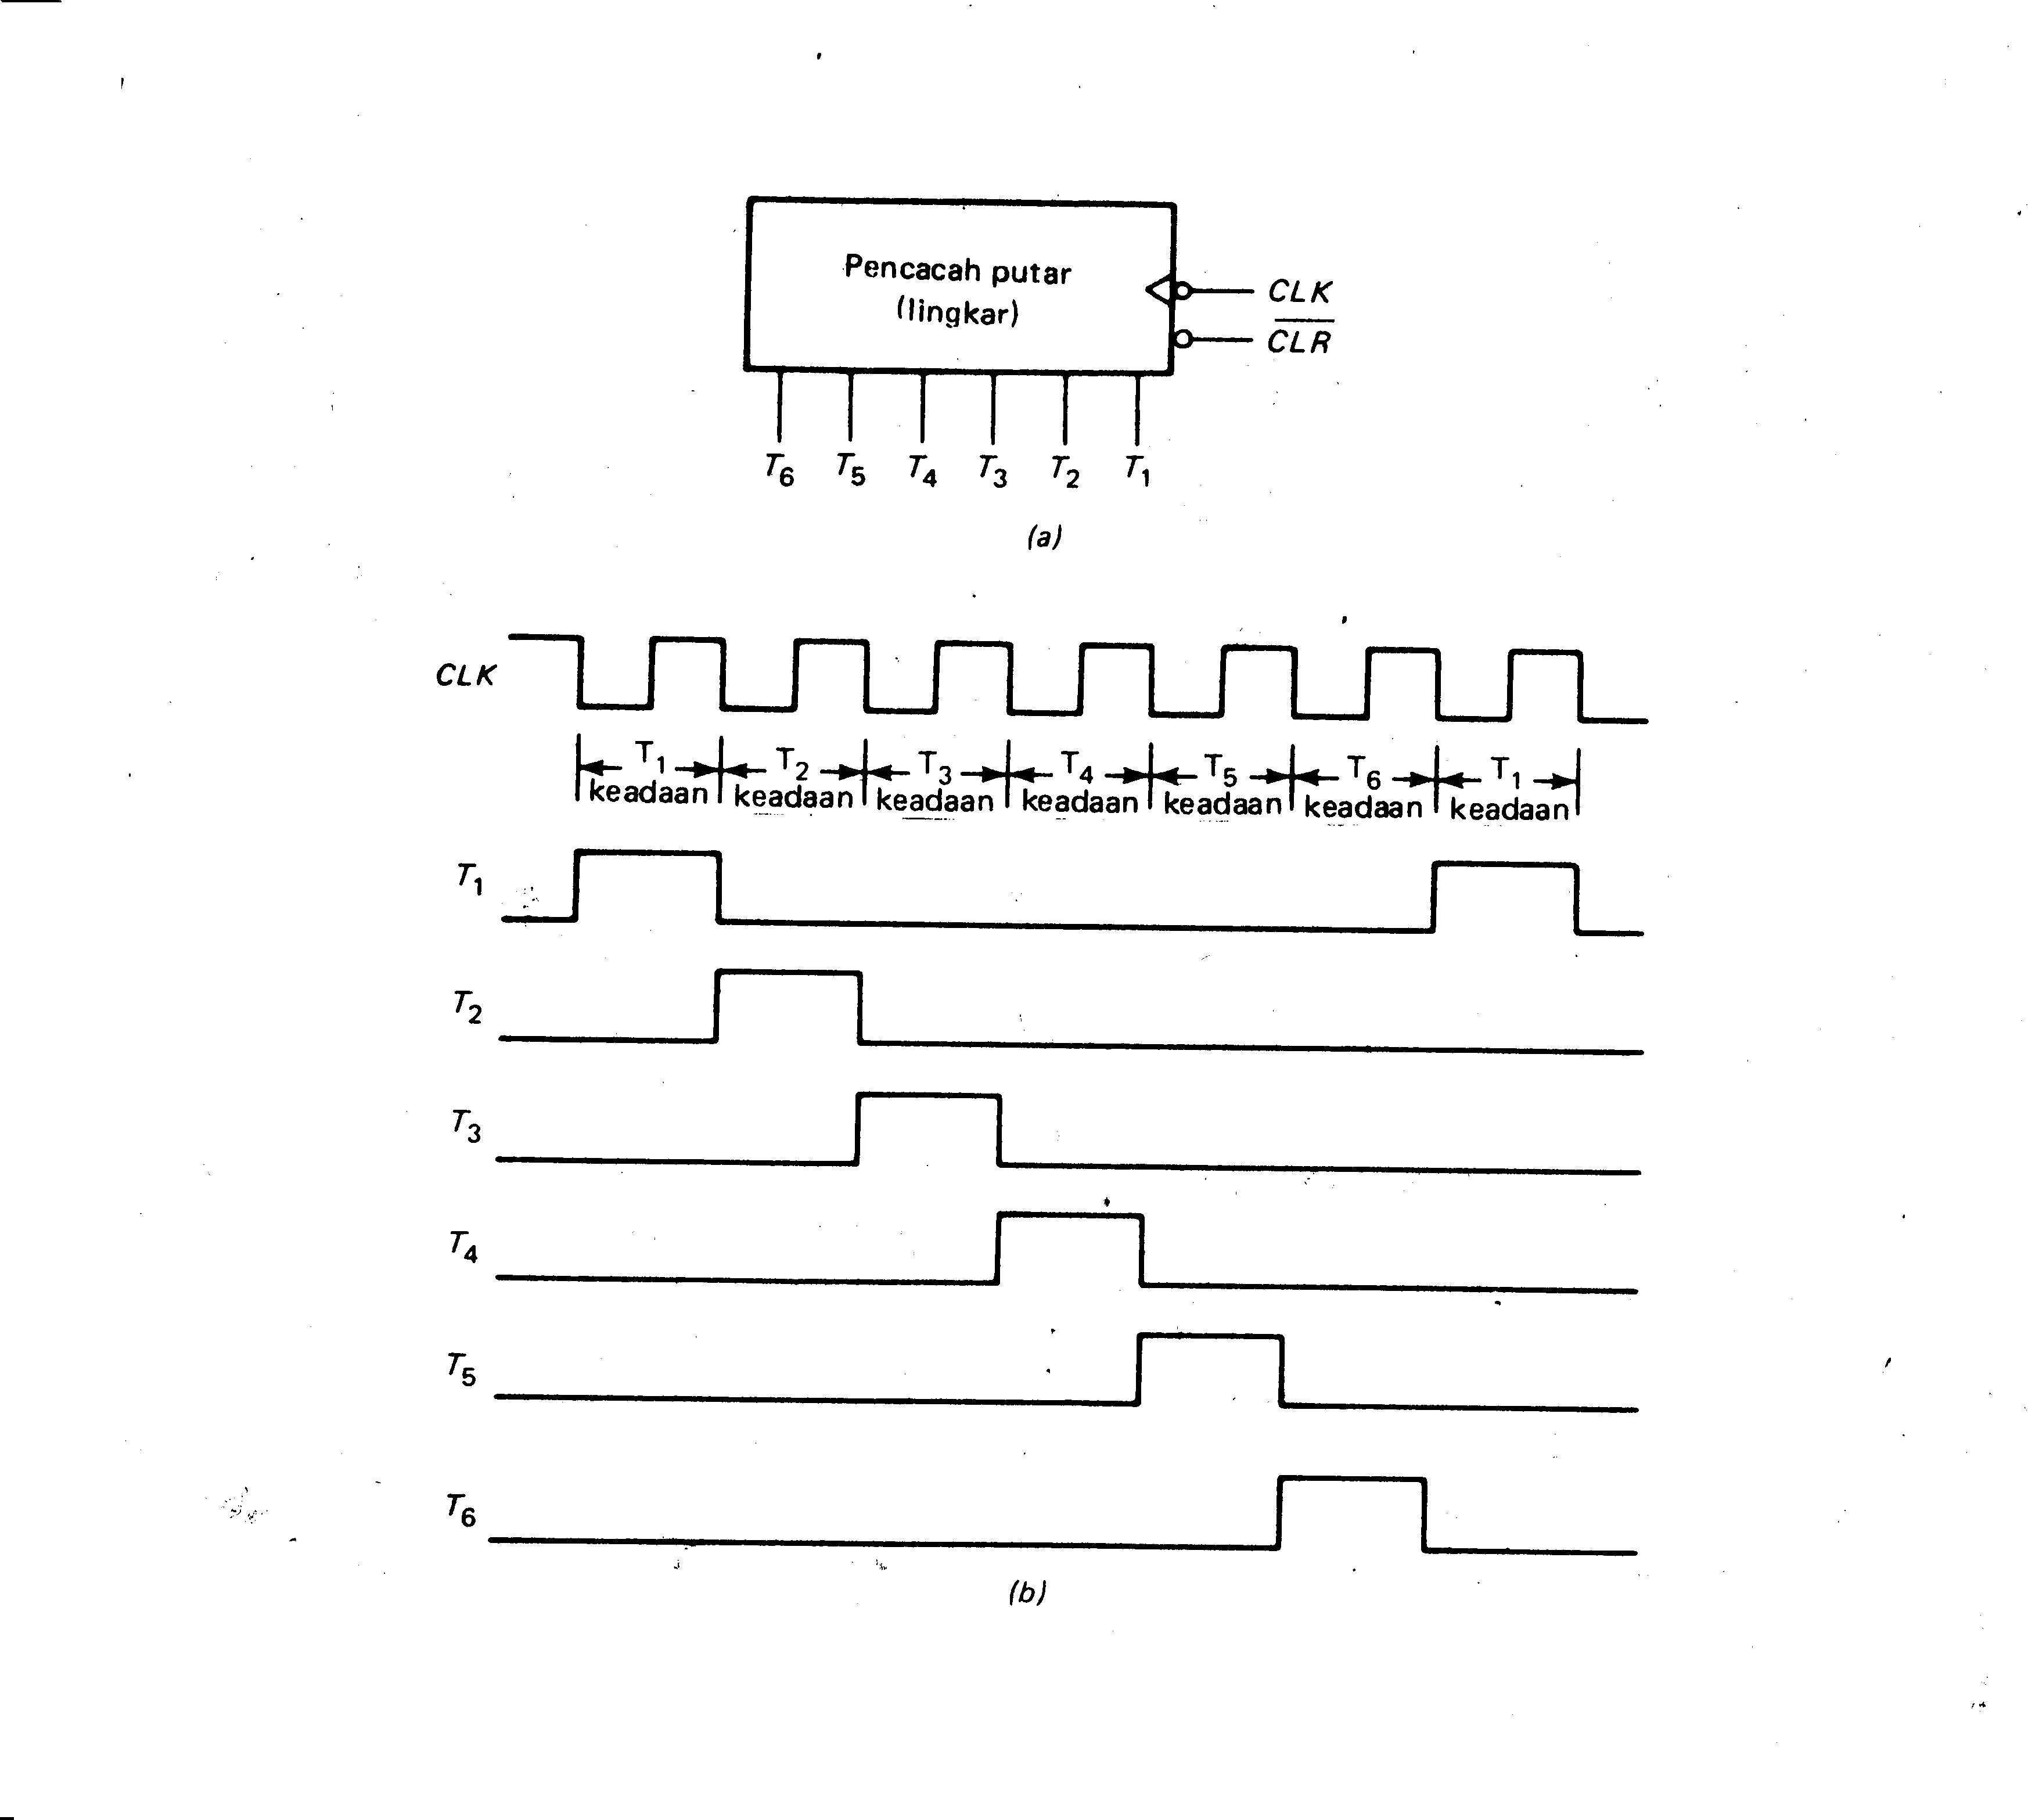 Pencacah putar
(lingkar)
CLK
C̅L̅R̅
T₆ T₅ T₄ T₃ T₂ T₁
(a)
CLK
T₁ T₂ T₃ T₄ T₅ T₆ T₁
keadaan keadaan keadaan keadaan keadaan keadaan keadaan
T₁
T₂
T₃
T₄
T₅
T₆
(b)